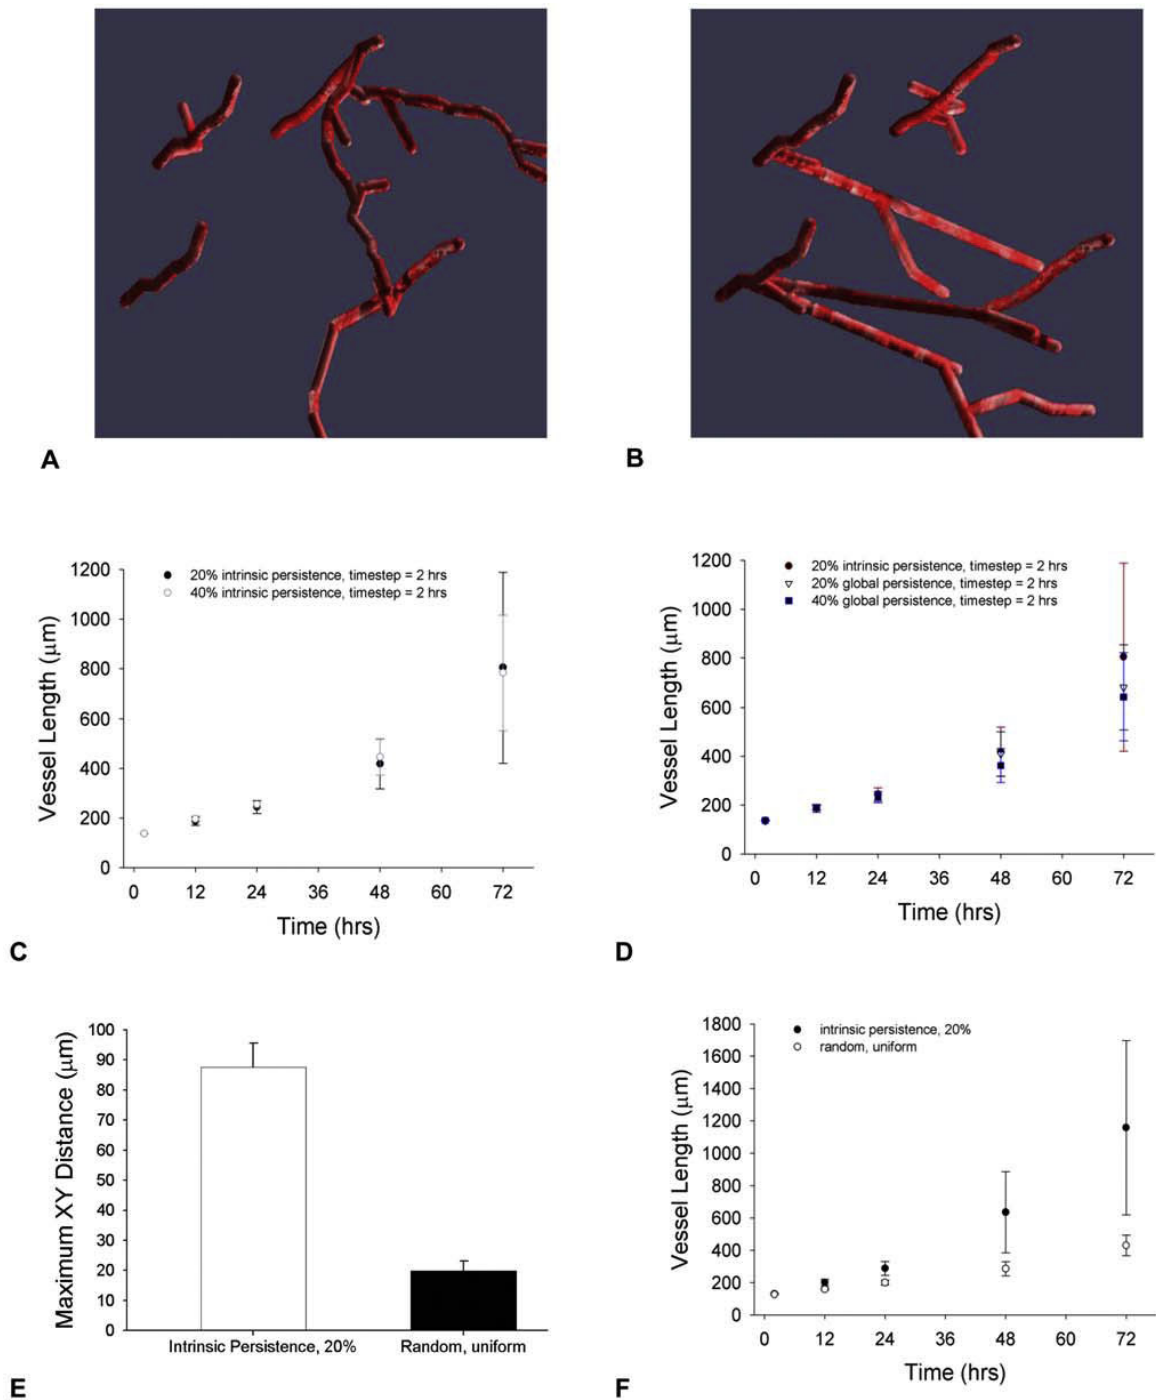 A
B
1200
1000
800
600
400
200
0
0 12 24 36 48 60 72
Vessel Length (μm)
Time (hrs)
20% intrinsic persistence, timestep = 2 hrs
40% intrinsic persistence, timestep = 2 hrs
C
1200
1000
800
600
400
200
0
0 12 24 36 48 60 72
Vessel Length (μm)
Time (hrs)
20% intrinsic persistence, timestep = 2 hrs
20% global persistence, timestep = 2 hrs
40% global persistence, timestep = 2 hrs
D
100
90
80
70
60
50
40
30
20
10
0
Maximum XY Distance (μm)
Intrinsic Persistence, 20% Random, uniform
E
1800
1600
1400
1200
1000
800
600
400
200
0
0 12 24 36 48 60 72
Vessel Length (μm)
Time (hrs)
intrinsic persistence, 20%
random, uniform
F